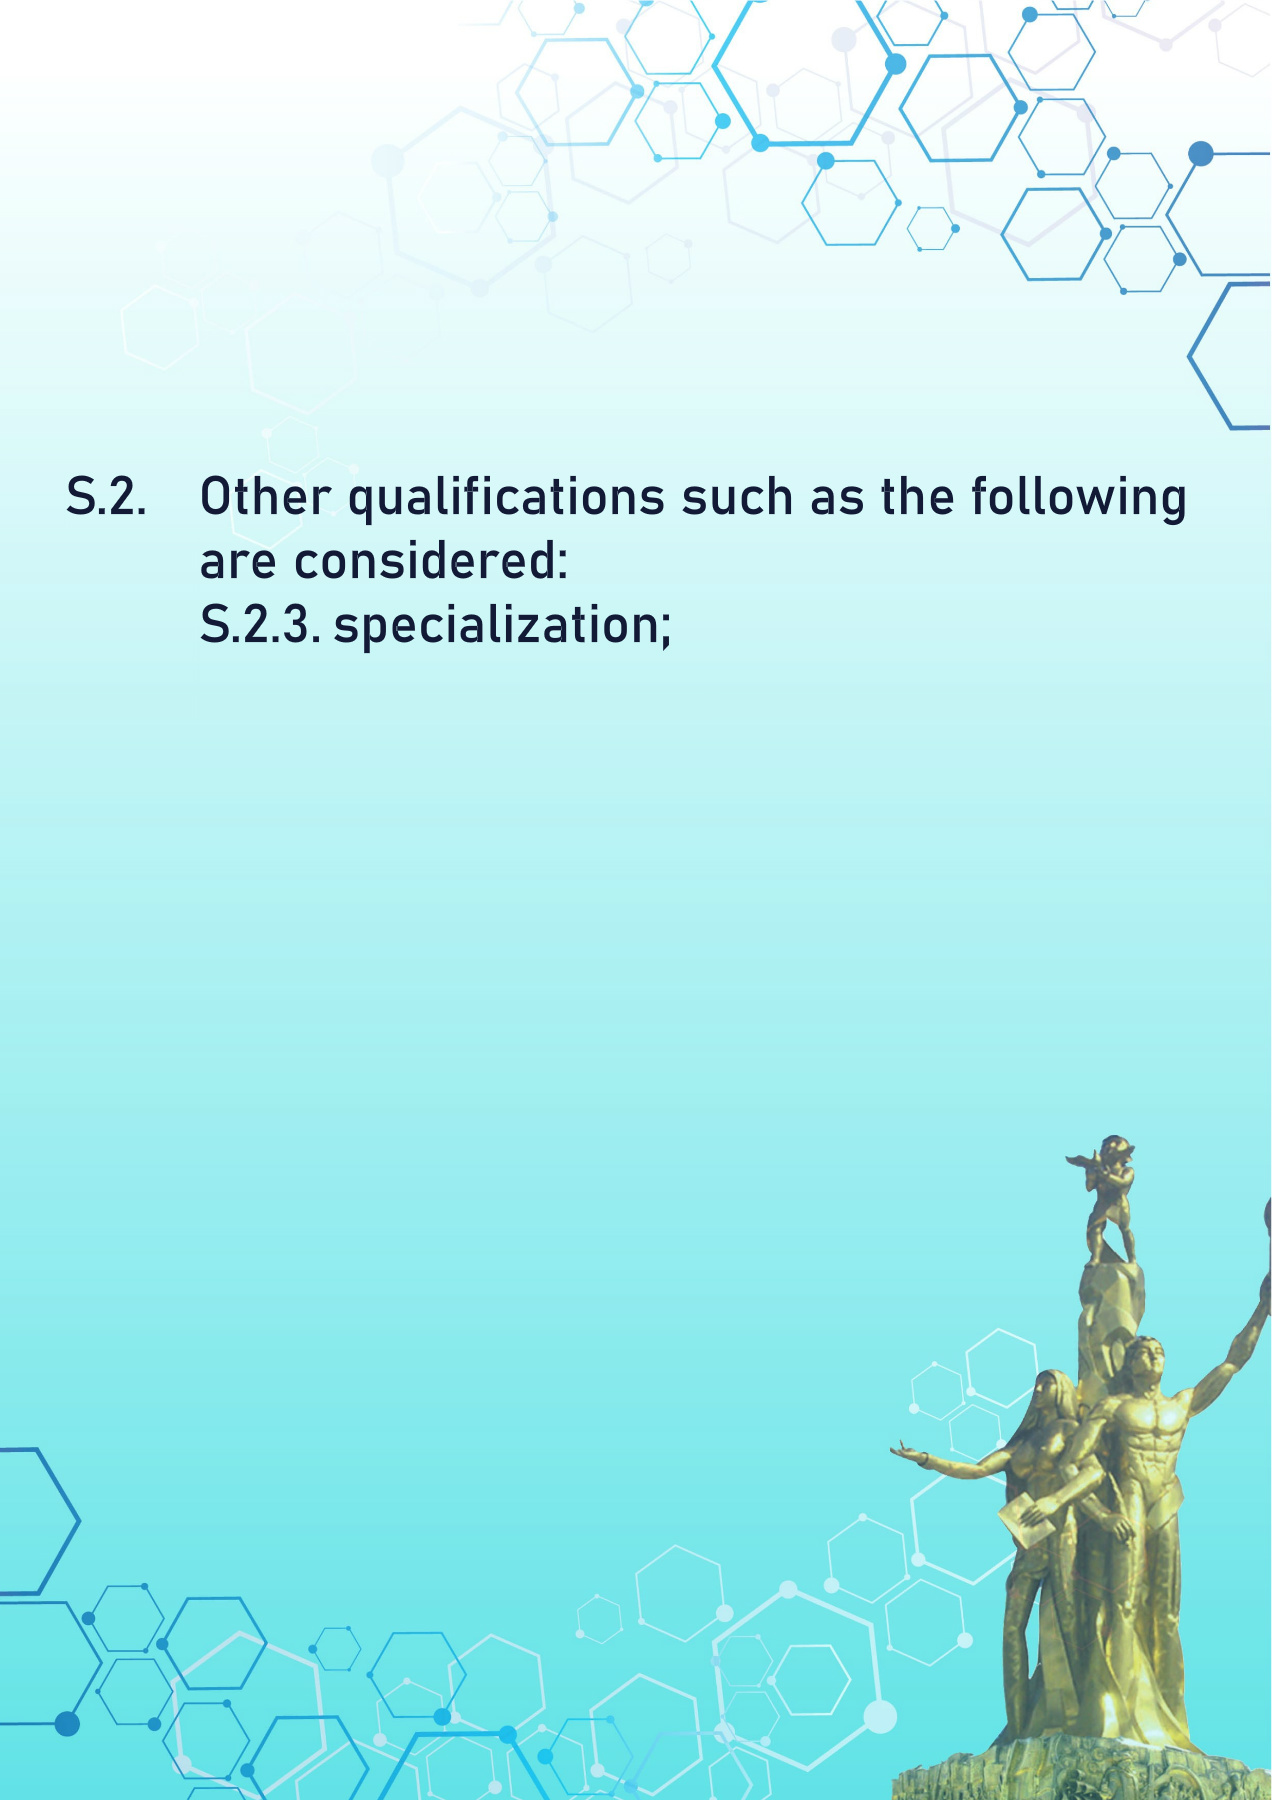 S.2. Other qualifications such as the following
are considered:
S.2.3. specialization;